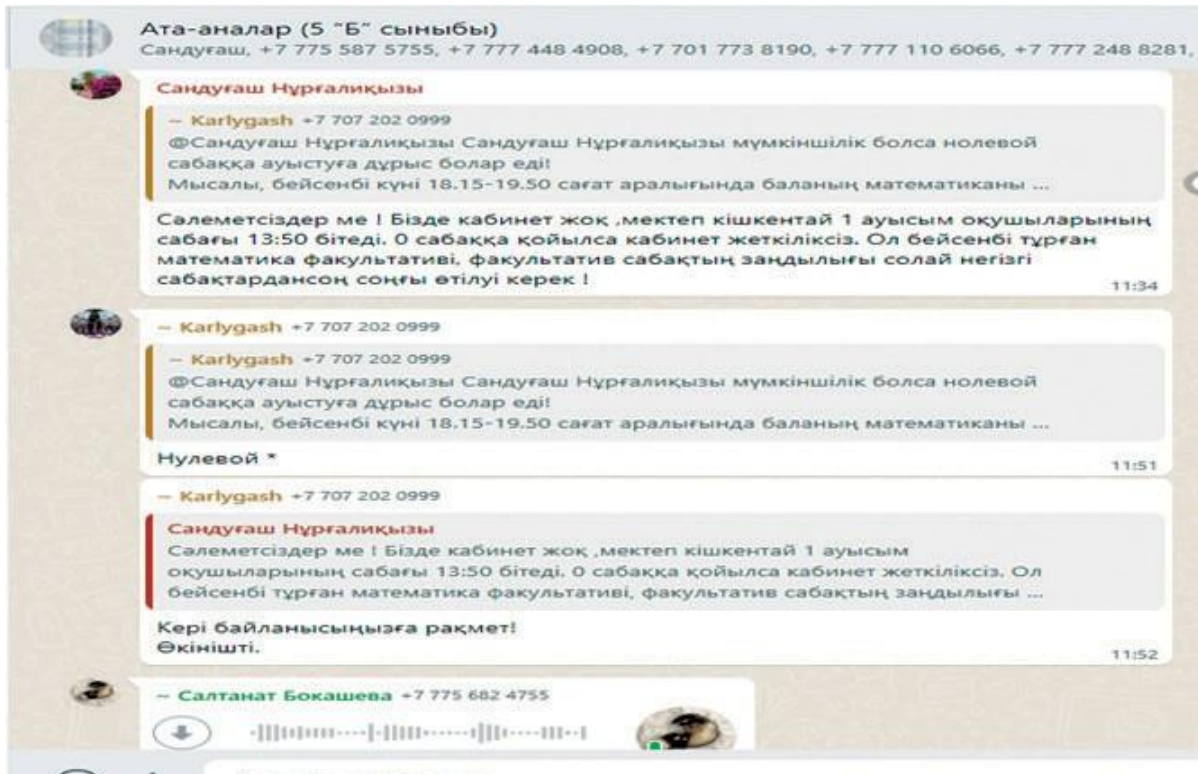 Ата-аналар (5 “Б” сыныбы)
Сандуғаш, +7 775 587 5755, +7 777 448 4908, +7 701 773 8190, +7 777 110 6066, +7 777 248 8281,
Сандуғаш Нұрғалиқызы
~ Karlygash +7 707 202 0999
@Сандуғаш Нұрғалиқызы Сандуғаш Нұрғалиқызы мүмкіншілік болса нолевой
сабаққа ауыстуға дұрыс болар еді!
Мысалы, бейсенбі күні 18.15-19.50 сағат аралығында баланың математиканы ...
Сәлеметсіздер ме ! Бізде кабинет жоқ ,мектеп кішкентай 1 ауысым оқушыларының
сабағы 13:50 бітеді. 0 сабаққа қойылса кабинет жеткіліксіз. Ол бейсенбі тұрған
математика факультативі, факультатив сабақтың заңдылығы солай негізгі
сабақтардансоң соңғы өтілуі керек !
11:34
~ Karlygash +7 707 202 0999
~ Karlygash +7 707 202 0999
@Сандуғаш Нұрғалиқызы Сандуғаш Нұрғалиқызы мүмкіншілік болса нолевой
сабаққа ауыстуға дұрыс болар еді!
Мысалы, бейсенбі күні 18.15-19.50 сағат аралығында баланың математиканы ...
Нулевой *
11:51
~ Karlygash +7 707 202 0999
Сандуғаш Нұрғалиқызы
Сәлеметсіздер ме ! Бізде кабинет жоқ ,мектеп кішкентай 1 ауысым
оқушыларының сабағы 13:50 бітеді. 0 сабаққа қойылса кабинет жеткіліксіз. Ол
бейсенбі тұрған математика факультативі, факультатив сабақтың заңдылығы ...
Кері байланысыңызға рақмет!
Өкінішті.
11:52
~ Салтанат Бокашева +7 775 682 4755